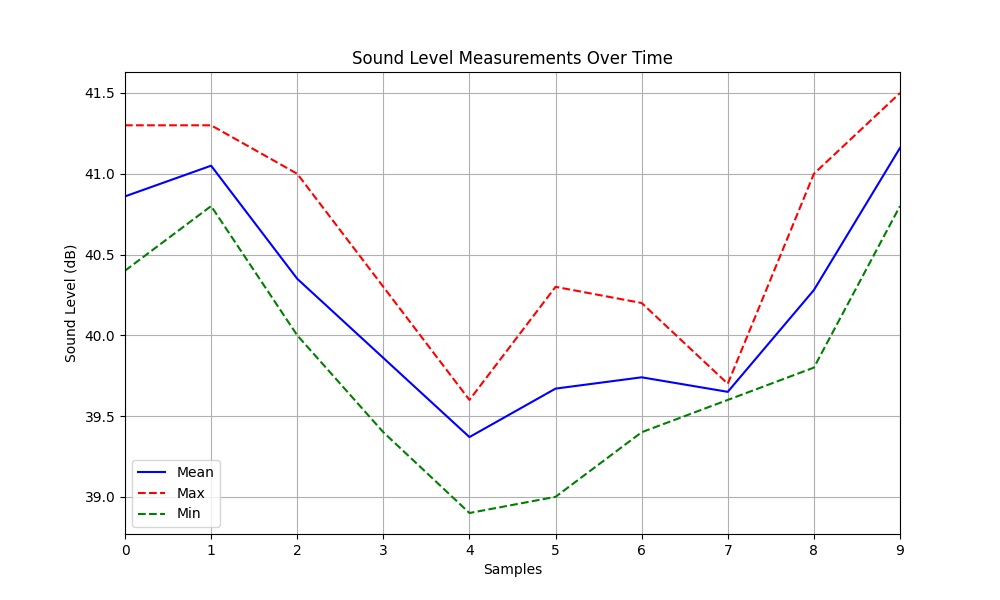 Sound Level Measurements Over Time
Sound Level (dB)
41.5
41.0
40.5
40.0
39.5
39.0
Mean
Max
Min
0 1 2 3 4 5 6 7 8 9
Samples